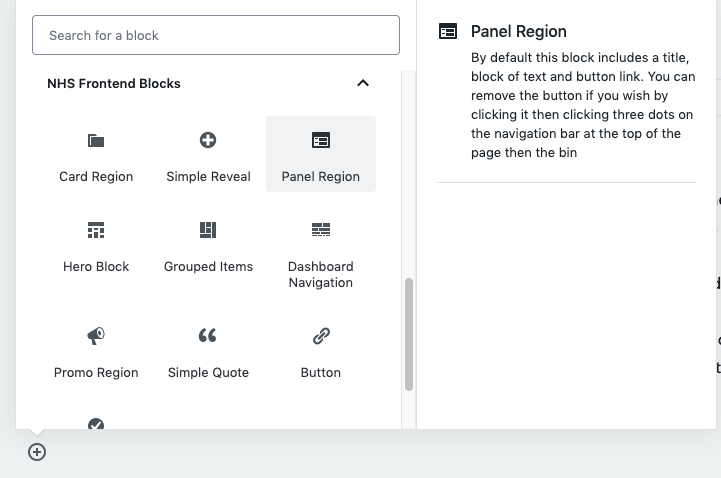 Search for a block
NHS Frontend Blocks
Card Region
Simple Reveal
Panel Region
Hero Block
Grouped Items
Dashboard
Navigation
Promo Region
Simple Quote
Button
Panel Region
By default this block includes a title,
block of text and button link. You can
remove the button if you wish by
clicking it then clicking three dots on
the navigation bar at the top of the
page then the bin